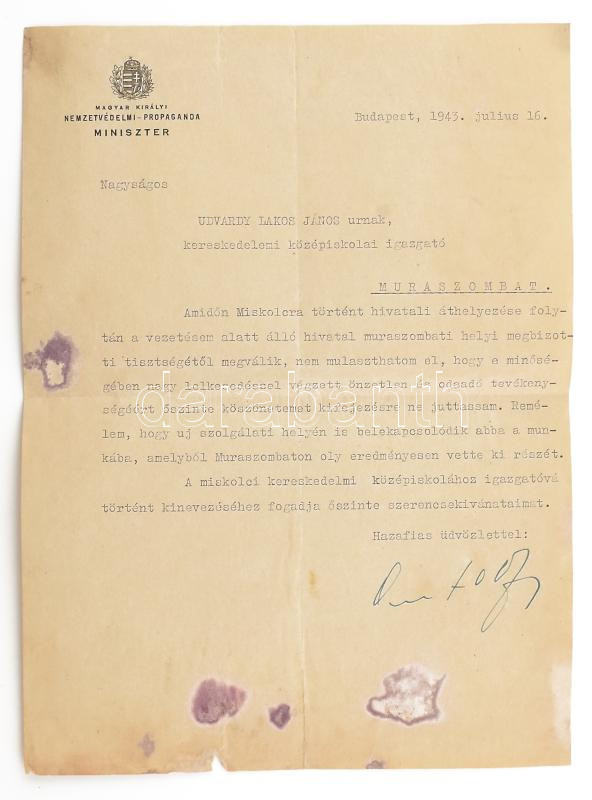 MAGYAR KIRÁLYI
NEMZETVÉDELMI-PROPAGANDA
MINISZTER
Budapest, 1943. julius 16.
Nagyságos
UDVARDY LAKOS JÁNOS urnak,
kereskedelemi középiskolai igazgató
MURASZOMBAT.
Amidőn Miskolcra történt hivatali áthelyezése foly-
tán a vezetésem alatt álló hivatal muraszombati helyi megbizot-
ti tisztségétől megválik, nem mulaszthatom el, hogy e minősé-
gében nagy lelkesedéssel végzett önzetlen és odaadó tevékeny-
ségéért őszinte köszönetemet kifejezésre ne juttassam. Remé-
lem, hogy uj szolgálati helyén is belekapcsolódik abba a mun-
kába, amelyből Muraszombaton oly eredményesen vette ki részét.
A miskolci kereskedelmi középiskolához igazgatóvá
történt kinevezéséhez fogadja őszinte szerencsekivánataimat.
Hazafias üdvözlettel:
darabanth